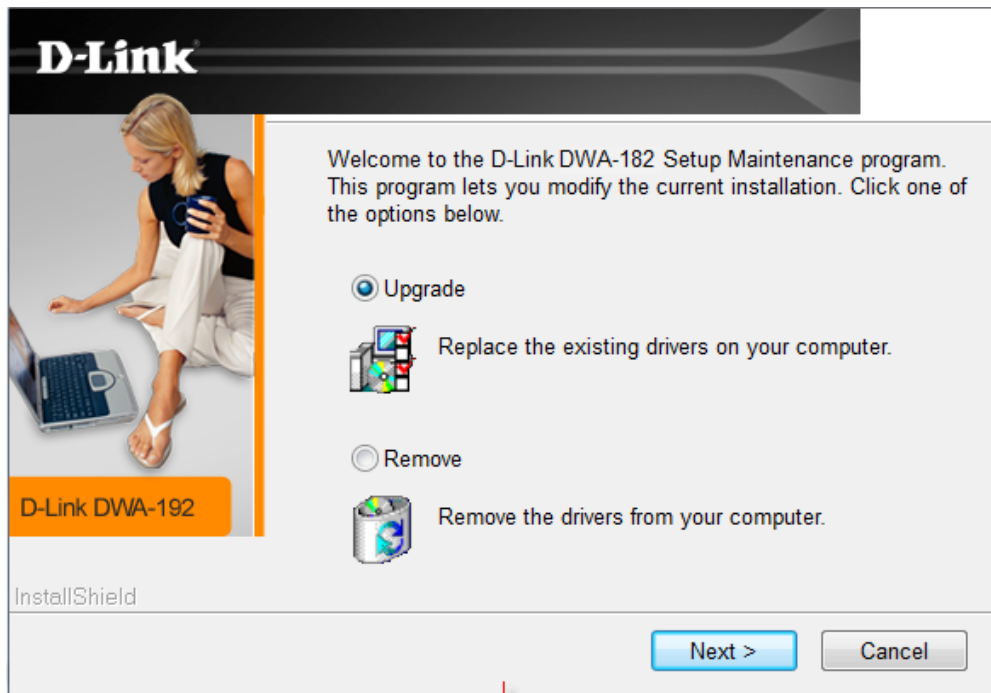 D-Link
Welcome to the D-Link DWA-182 Setup Maintenance program.
This program lets you modify the current installation. Click one of
the options below.
Upgrade
Replace the existing drivers on your computer.
Remove
D-Link DWA-192
Remove the drivers from your computer.
InstallShield
Next >
Cancel